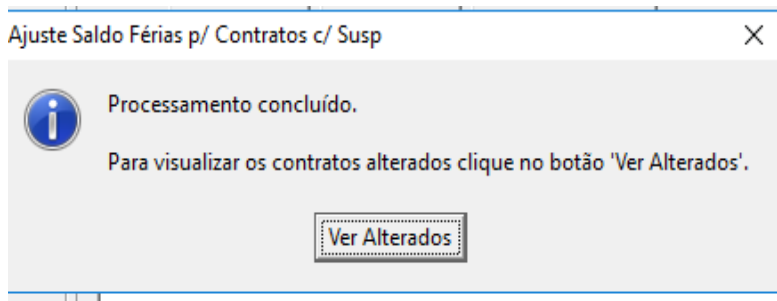 Ajuste Saldo Férias p/ Contratos c/ Susp
Processamento concluído.
Para visualizar os contratos alterados clique no botão 'Ver Alterados'.
Ver Alterados